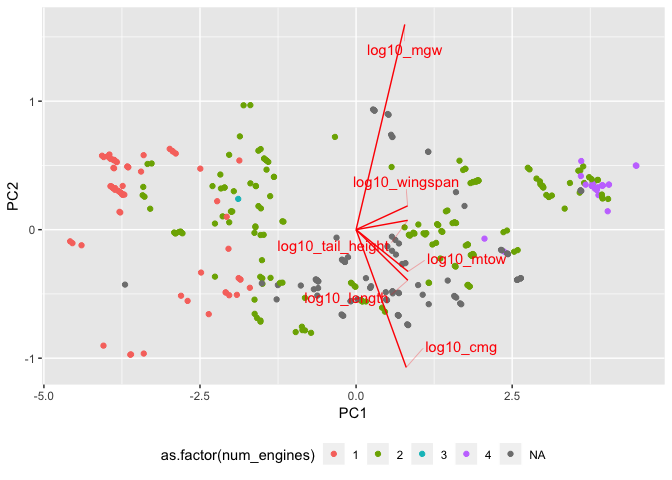 log10_mgw
1
log10_wingspan
PC2
0
log10_tail_height
log10_mtow
log10_length
log10_cmg
-1
-5.0
-2.5
0.0
2.5
PC1
as.factor(num_engines) 1 2 3 4 NA